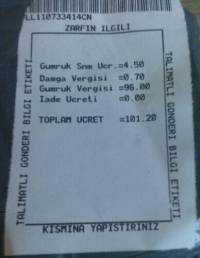 LL110733414CN
ZARFIN ILGILI
Gumruk Snm Ucr.=4.50
Damga Vergisi =0.70
Gumruk Vergisi =96.00
Iade Ucreti =0.00
TOPLAM UCRET =101.20
TALIMATLI GONDERI BILGI ETIKETI
TALIMATLI GONDERI BILGI ETIKETI
KISMINA YAPISTIRINIZ